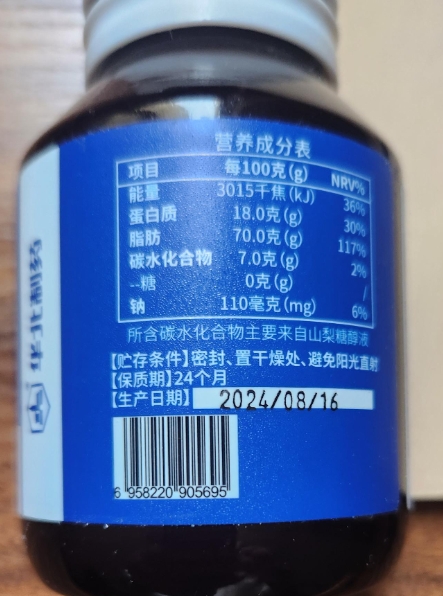 营养成分表
项目 每100克(g) NRV%
能量 3015千焦(kJ) 36%
蛋白质 18.0克(g) 30%
脂肪 70.0克(g) 117%
碳水化合物 7.0克(g) 2%
--糖 0克(g) /
钠 110毫克(mg) 6%
所含碳水化合物主要来自山梨糖醇液
【贮存条件】密封、置干燥处、避免阳光直射
【保质期】24个月
【生产日期】 2024/08/16
6 958220 905695
华北制药